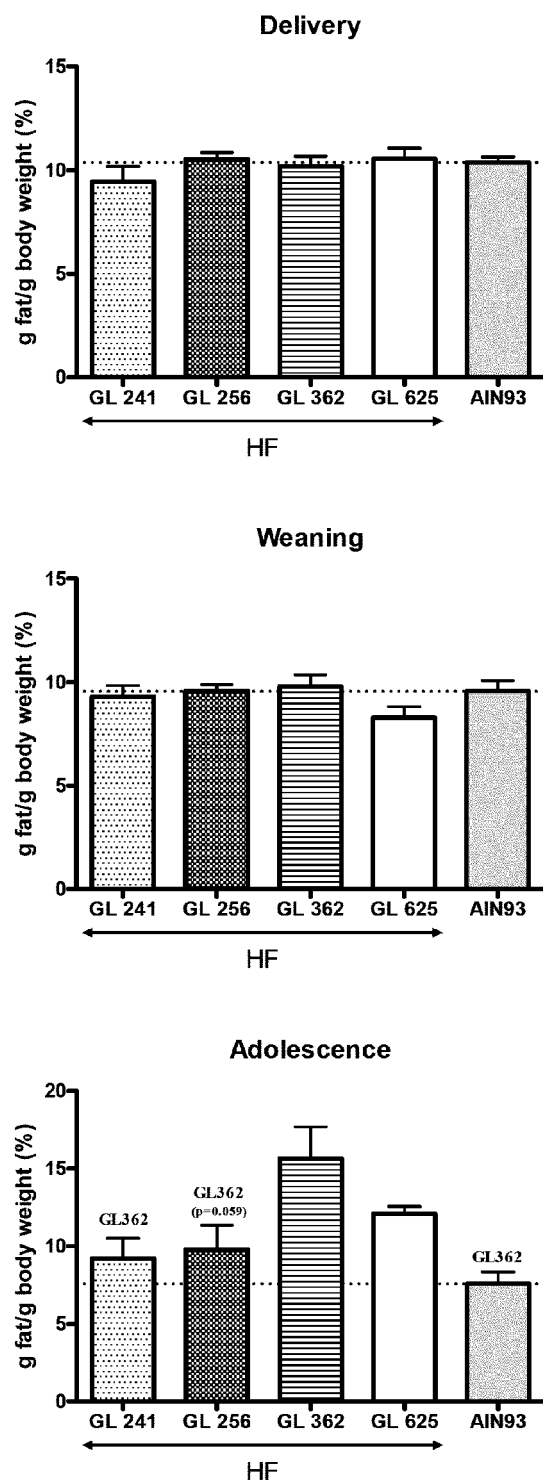 Delivery
g fat/g body weight (%)
15
10
5
0
GL 241 GL 256 GL 362 GL 625 AIN93
HF
Weaning
g fat/g body weight (%)
15
10
5
0
GL 241 GL 256 GL 362 GL 625 AIN93
HF
Adolescence
g fat/g body weight (%)
20
15
10
5
0
GL362
GL362
(p=0.059)
GL362
GL 241 GL 256 GL 362 GL 625 AIN93
HF